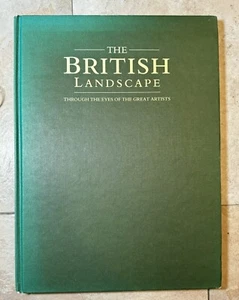 THE
BRITISH
LANDSCAPE
THROUGH THE EYES OF THE GREAT ARTISTS